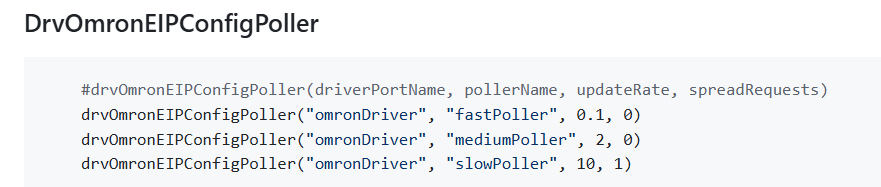 DrvOmronEIPConfigPoller
#drvOmronEIPConfigPoller(driverPortName, pollerName, updateRate, spreadRequests)
drvOmronEIPConfigPoller("omronDriver", "fastPoller", 0.1, 0)
drvOmronEIPConfigPoller("omronDriver", "mediumPoller", 2, 0)
drvOmronEIPConfigPoller("omronDriver", "slowPoller", 10, 1)